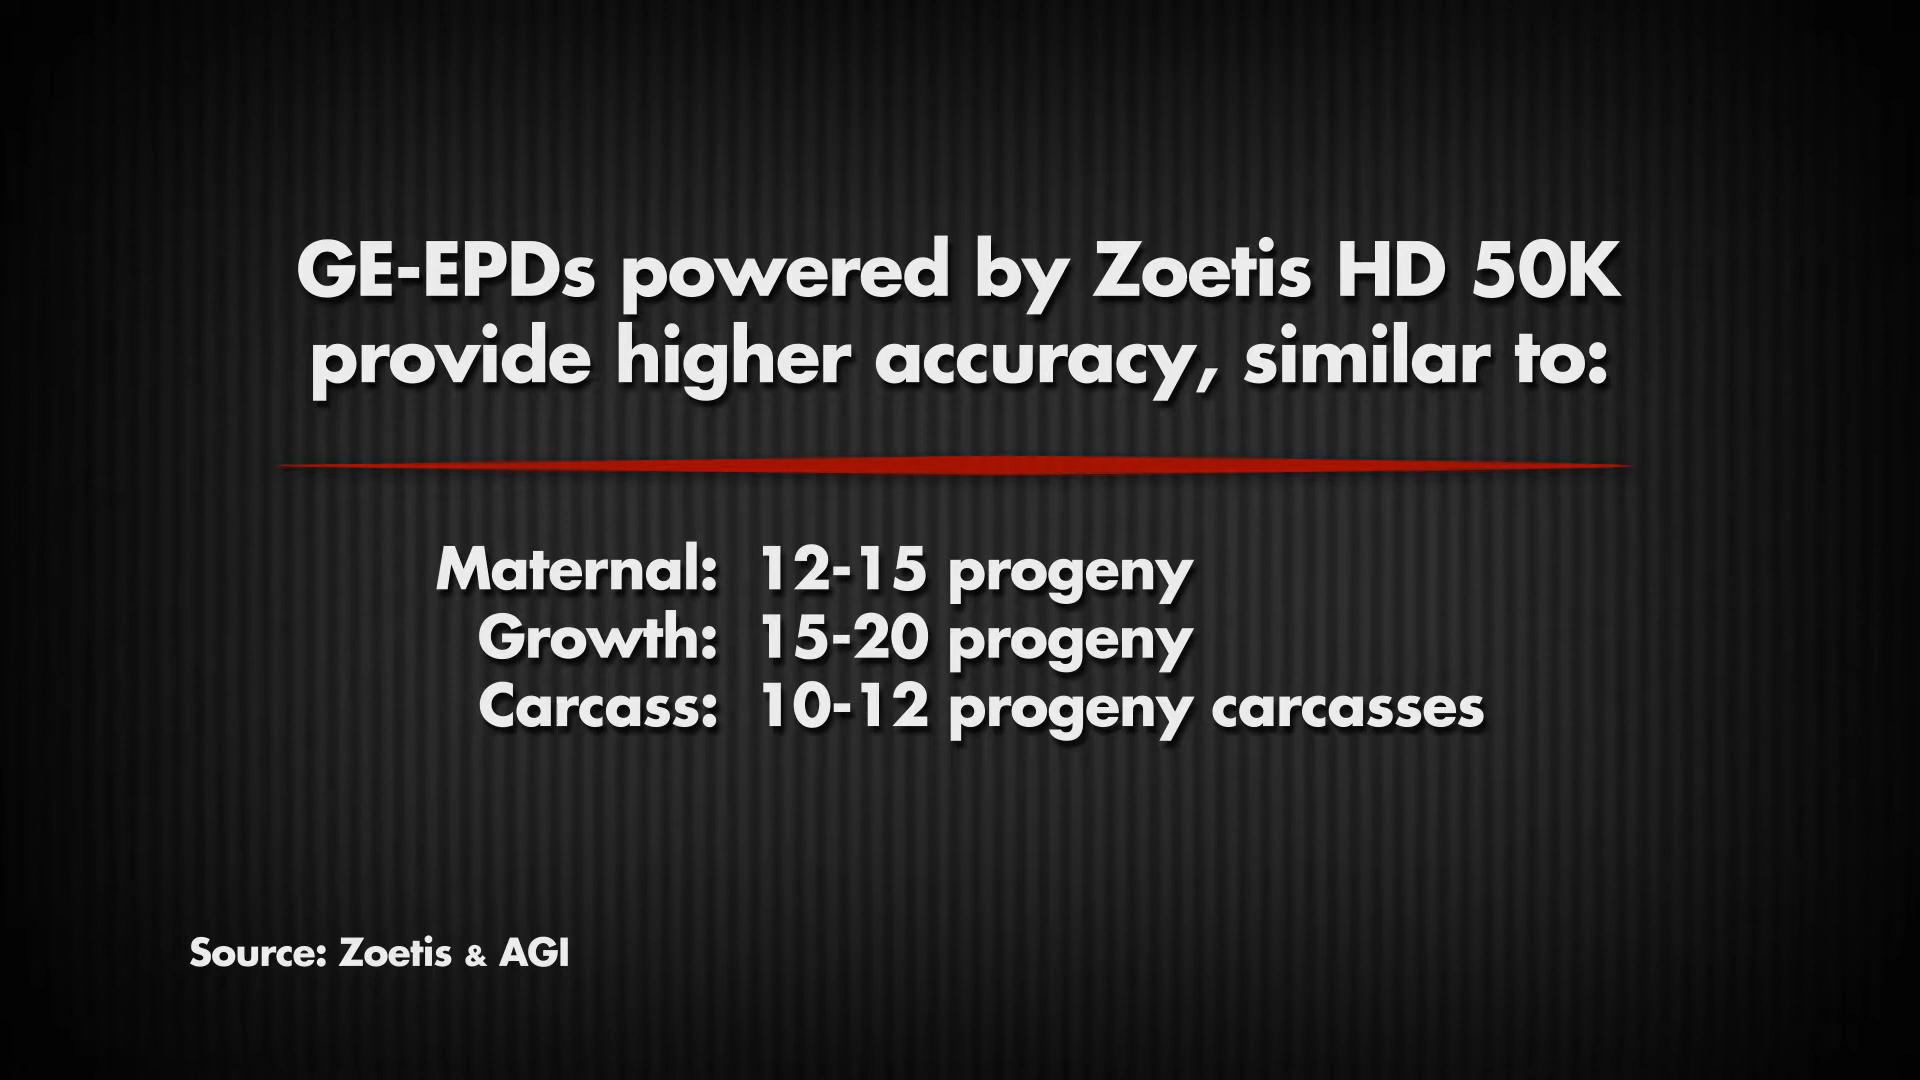 GE-EPDs powered by Zoetis HD 50K
provide higher accuracy, similar to:
Maternal: 12-15 progeny
Growth: 15-20 progeny
Carcass: 10-12 progeny carcasses
Source: Zoetis & AGI